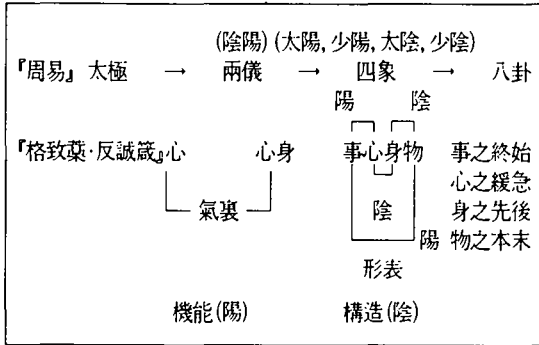 (陰陽) (太陽, 少陽, 太陰, 少陰)
『周易』 太極 → 兩儀 → 四象 → 八卦
陽 陰
『格致藁·反誠箴』心 心身 事心身物 事之終始
心之緩急
氣裏 陰 身之先後
陽 物之本末
形表
機能(陽) 構造(陰)